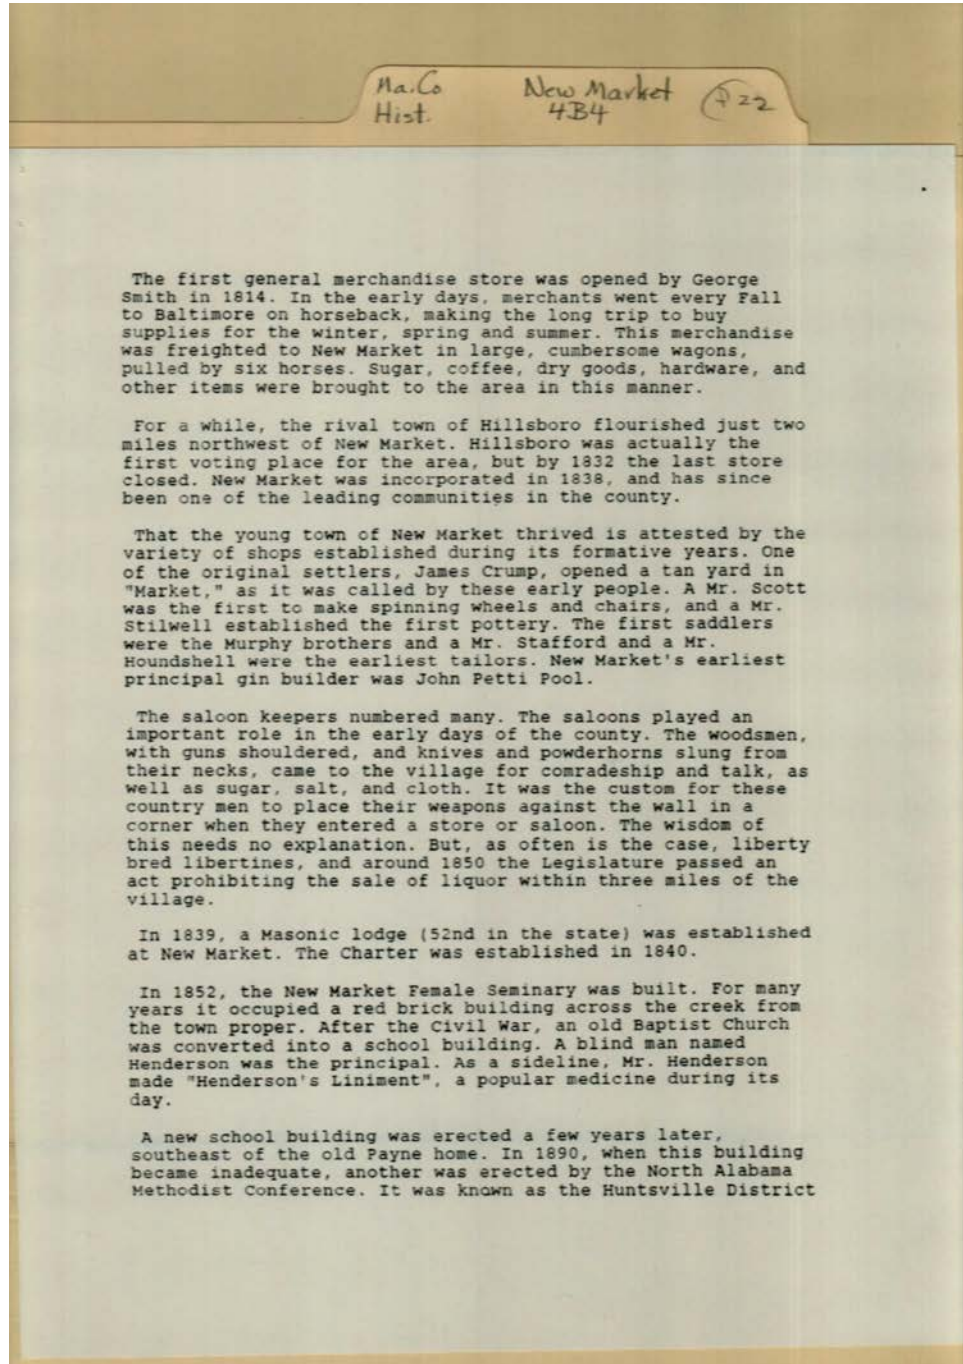 Ma.Co New Market P22
Hist. 4B4
The first general merchandise store was opened by George
Smith in 1814. In the early days, merchants went every Fall
to Baltimore on horseback, making the long trip to buy
supplies for the winter, spring and summer. This merchandise
was freighted to New Market in large, cumbersome wagons,
pulled by six horses. Sugar, coffee, dry goods, hardware, and
other items were brought to the area in this manner.
For a while, the rival town of Hillsboro flourished just two
miles northwest of New Market. Hillsboro was actually the
first voting place for the area, but by 1832 the last store
closed. New Market was incorporated in 1838, and has since
been one of the leading communities in the county.
That the young town of New Market thrived is attested by the
variety of shops established during its formative years. One
of the original settlers, James Crump, opened a tan yard in
"Market," as it was called by these early people. A Mr. Scott
was the first to make spinning wheels and chairs, and a Mr.
Stilwell established the first pottery. The first saddlers
were the Murphy brothers and a Mr. Stafford and a Mr.
Houndshell were the earliest tailors. New Market's earliest
principal gin builder was John Petti Pool.
The saloon keepers numbered many. The saloons played an
important role in the early days of the county. The woodsmen,
with guns shouldered, and knives and powderhorns slung from
their necks, came to the village for comradeship and talk, as
well as sugar, salt, and cloth. It was the custom for these
country men to place their weapons against the wall in a
corner when they entered a store or saloon. The wisdom of
this needs no explanation. But, as often is the case, liberty
bred libertines, and around 1850 the Legislature passed an
act prohibiting the sale of liquor within three miles of the
village.
In 1839, a Masonic lodge (52nd in the state) was established
at New Market. The Charter was established in 1840.
In 1852, the New Market Female Seminary was built. For many
years it occupied a red brick building across the creek from
the town proper. After the Civil War, an old Baptist Church
was converted into a school building. A blind man named
Henderson was the principal. As a sideline, Mr. Henderson
made "Henderson's Liniment", a popular medicine during its
day.
A new school building was erected a few years later,
southeast of the old Payne home. In 1890, when this building
became inadequate, another was erected by the North Alabama
Methodist Conference. It was known as the Huntsville District